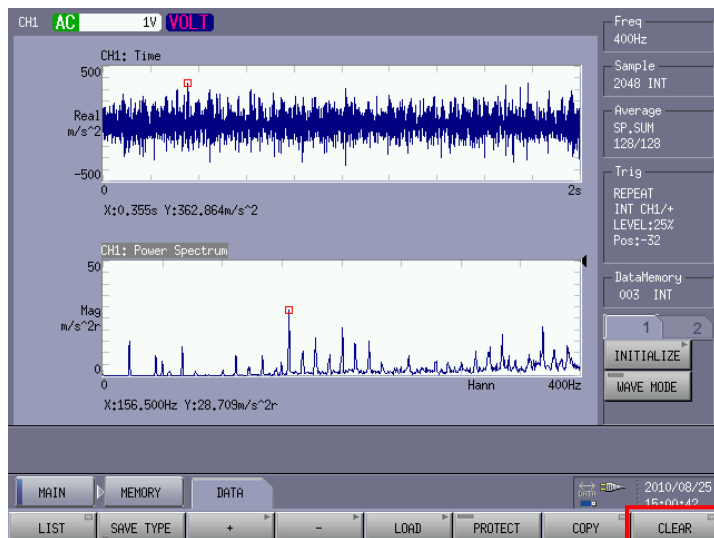 CH1 AC 1V VOLT
CH1: Time
500
Real
m/s^2
-500
0 2s
X:0.355s Y:362.864m/s^2
CH1: Power Spectrum
50
Mag
m/s^2r
0
0 Hann 400Hz
X:156.500Hz Y:28.709m/s^2r
Freq
400Hz
Sample
2048 INT
Average
SP.SUM
128/128
Trig
REPEAT
INT CH1/+
LEVEL:25%
Pos:-32
DataMemory
003 INT
1 2
INITIALIZE
WAVE MODE
MAIN MEMORY DATA
DATA
2010/08/25
15:00:42
LIST SAVE TYPE + - LOAD PROTECT COPY CLEAR